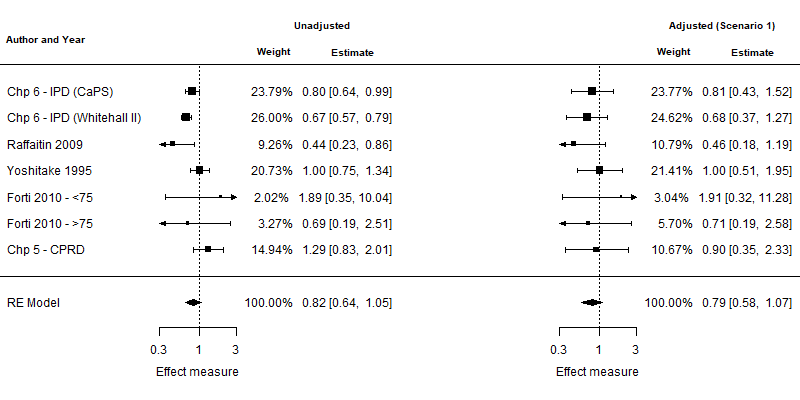 Unadjusted Adjusted (Scenario 1)
Author and Year
Weight Estimate Weight Estimate
Chp 6 - IPD (CaPS) 23.79% 0.80 [0.64, 0.99] 23.77% 0.81 [0.43, 1.52]
Chp 6 - IPD (Whitehall II) 26.00% 0.67 [0.57, 0.79] 24.62% 0.68 [0.37, 1.27]
Raffaitin 2009 9.26% 0.44 [0.23, 0.86] 10.79% 0.46 [0.18, 1.19]
Yoshitake 1995 20.73% 1.00 [0.75, 1.34] 21.41% 1.00 [0.51, 1.95]
Forti 2010 - <75 2.02% 1.89 [0.35, 10.04] 3.04% 1.91 [0.32, 11.28]
Forti 2010 - >75 3.27% 0.69 [0.19, 2.51] 5.70% 0.71 [0.19, 2.58]
Chp 5 - CPRD 14.94% 1.29 [0.83, 2.01] 10.67% 0.90 [0.35, 2.33]
RE Model 100.00% 0.82 [0.64, 1.05] 100.00% 0.79 [0.58, 1.07]
0.3 1 3 0.3 1 3
Effect measure Effect measure